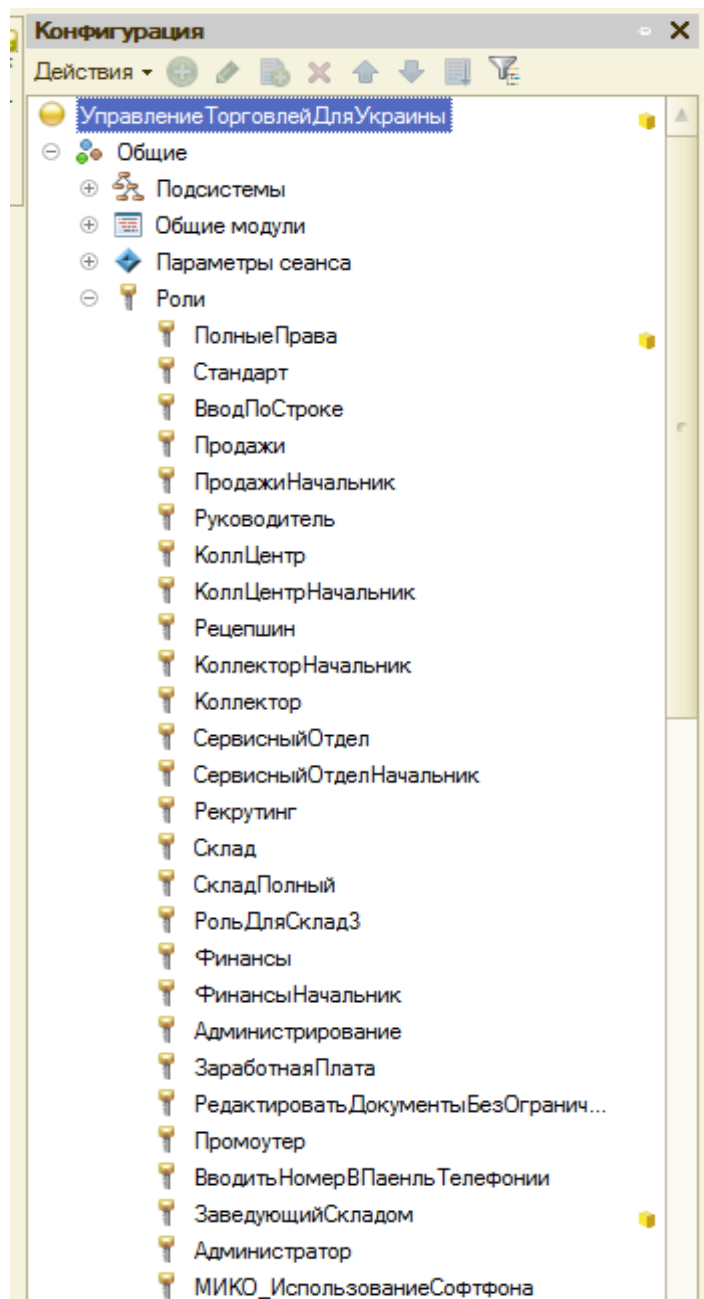 Конфигурация
Действия
УправлениеТорговлейДляУкраины
Общие
Подсистемы
Общие модули
Параметры сеанса
Роли
ПолныеПрава
Стандарт
ВводПоСтроке
Продажи
ПродажиНачальник
Руководитель
КоллЦентр
КоллЦентрНачальник
Рецепшин
КоллекторНачальник
Коллектор
СервисныйОтдел
СервисныйОтделНачальник
Рекрутинг
Склад
СкладПолный
РольДляСклад3
Финансы
ФинансыНачальник
Администрирование
ЗаработнаяПлата
РедактироватьДокументыБезОгранич...
Промоутер
ВводитьНомерВПаенльТелефонии
ЗаведующийСкладом
Администратор
МИКО_ИспользованиеСофтфона